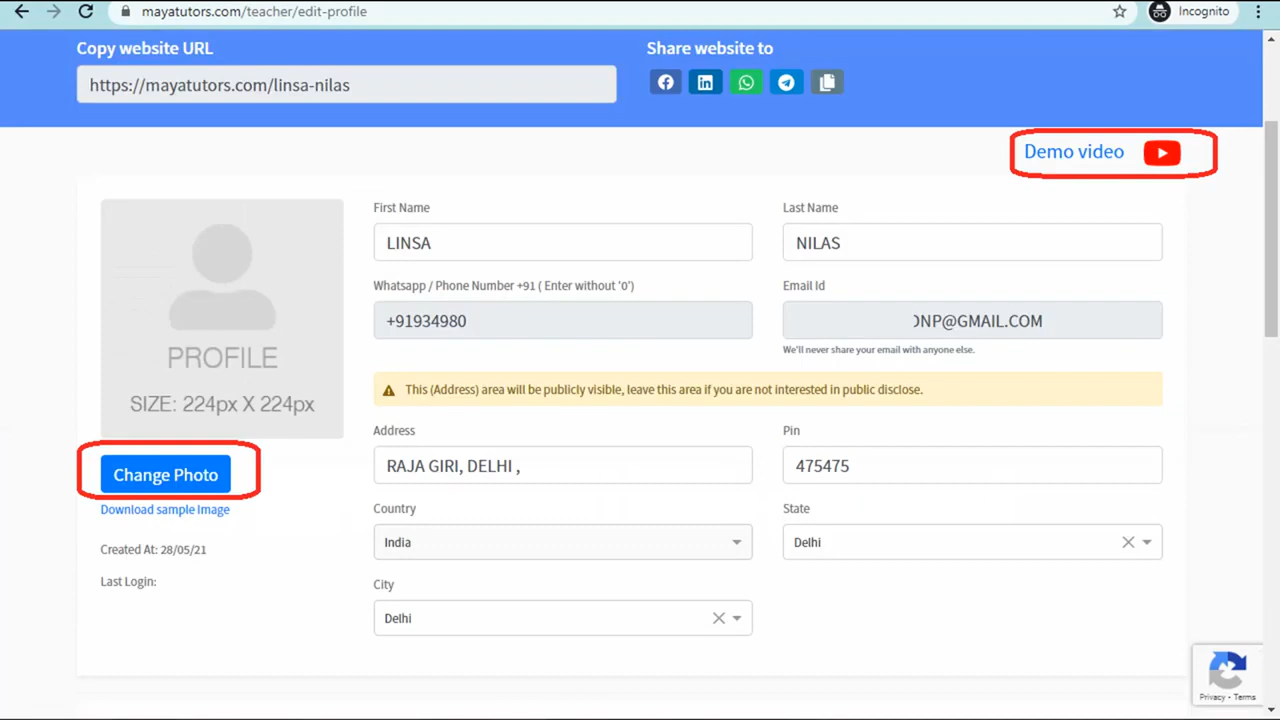 mayatutors.com/teacher/edit-profile
Incognito
Copy website URL
Share website to
https://mayatutors.com/linsa-nilas
Demo video
PROFILE
SIZE: 224px X 224px
Change Photo
Download sample Image
Created At: 28/05/21
Last Login:
First Name
Last Name
LINSA
NILAS
Whatsapp / Phone Number +91 ( Enter without '0')
Email Id
+91934980
NP@GMAIL.COM
We'll never share your email with anyone else.
This (Address) area will be publicly visible, leave this area if you are not interested in public disclose.
Address
Pin
RAJA GIRI, DELHI ,
475475
Country
State
India
Delhi
City
Delhi
Privacy - Terms